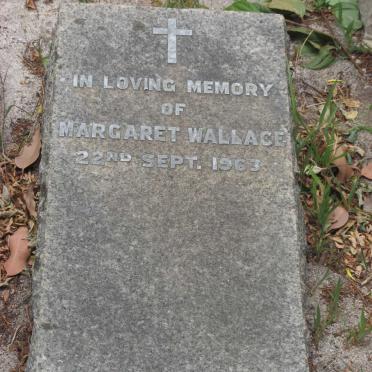 IN LOVING MEMORY
OF
MARGARET WALLACE
22ND SEPT. 1963